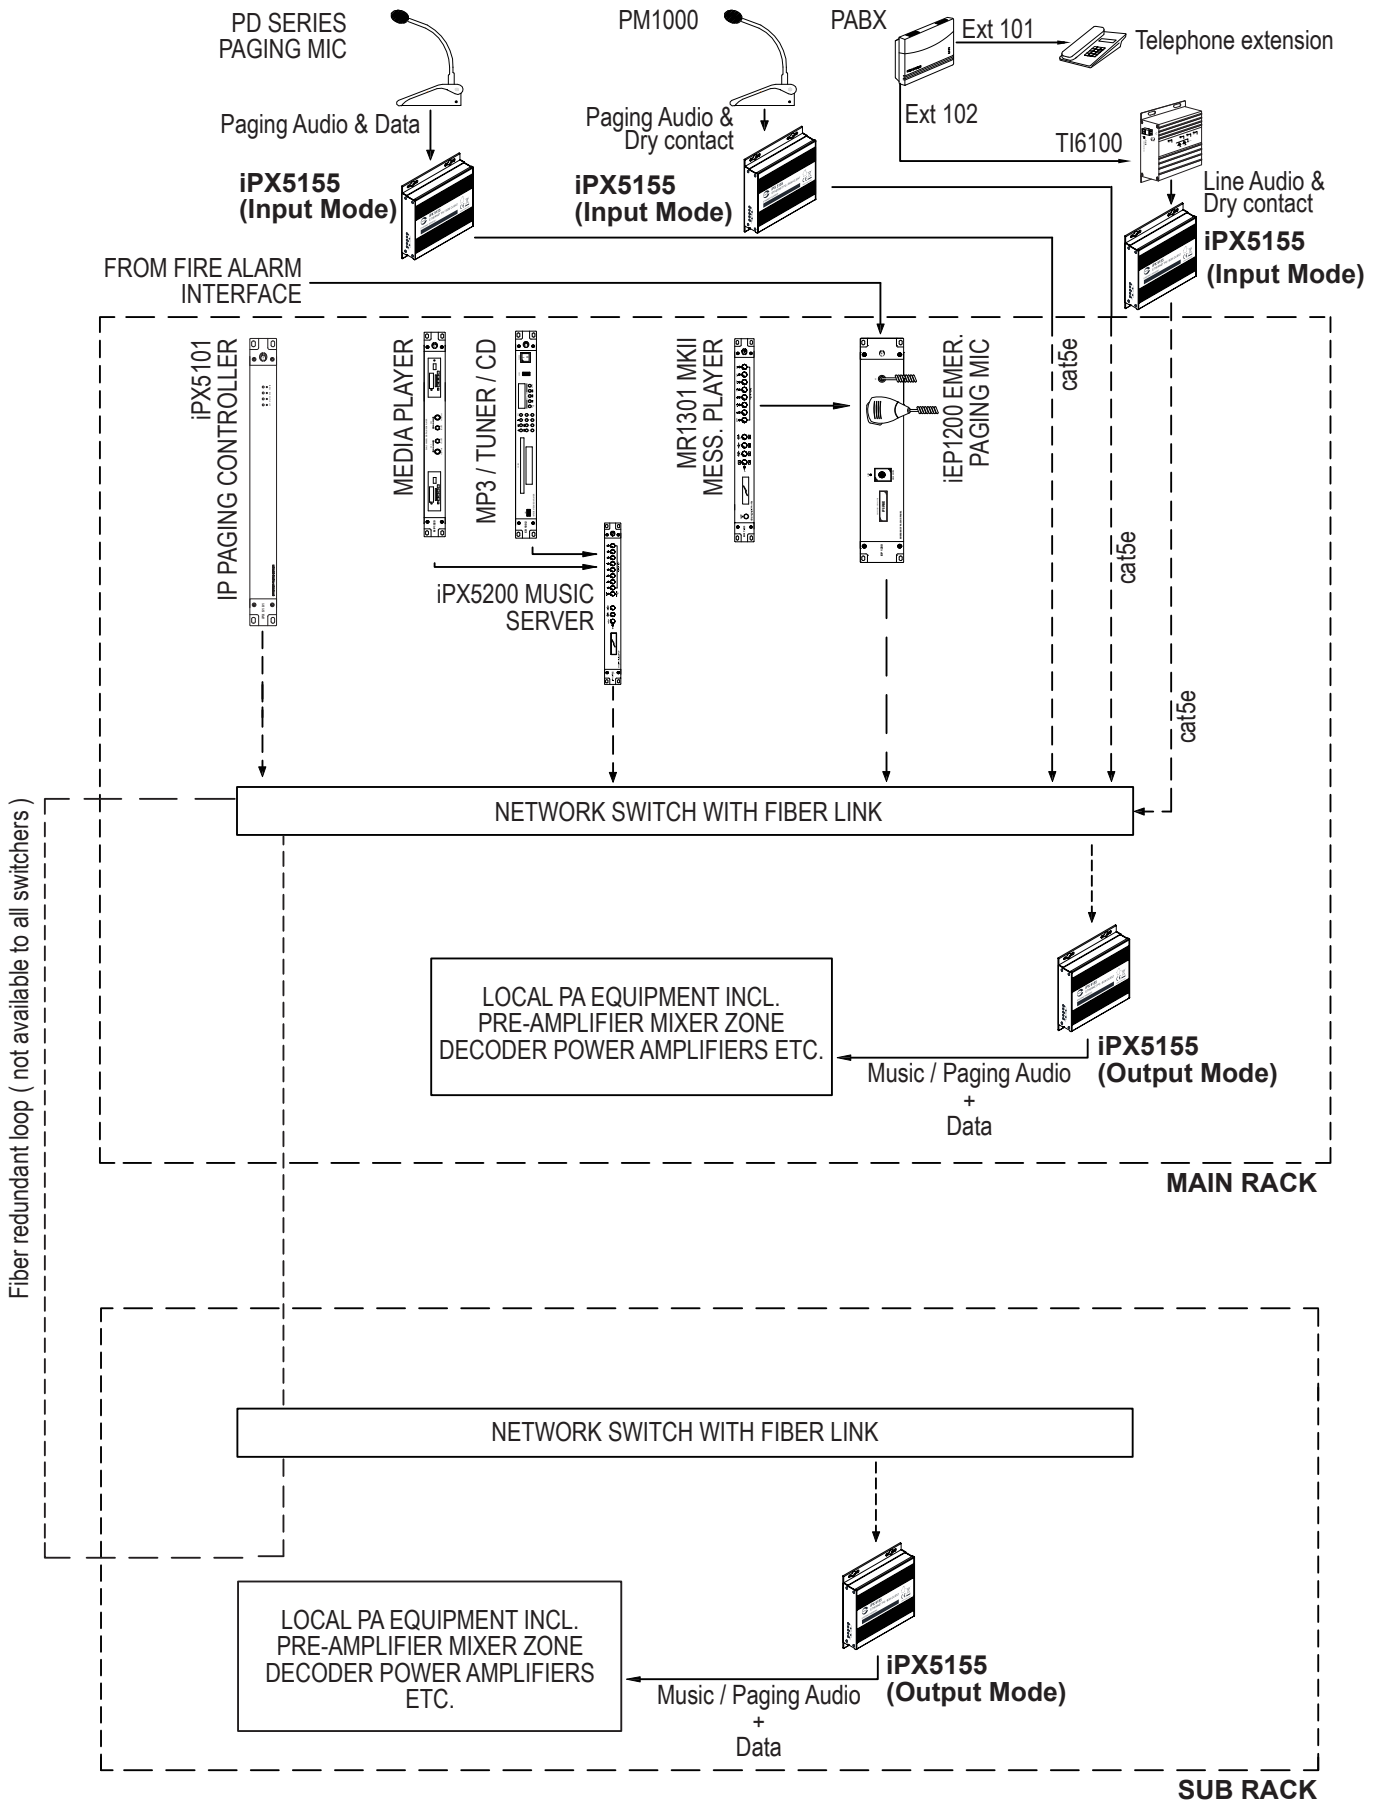 PD SERIES
PAGING MIC
PM1000
PABX
Ext 101
Telephone extension
Ext 102
Paging Audio & Data
Paging Audio &
Dry contact
TI6100
iPX5155
(Input Mode)
iPX5155
(Input Mode)
Line Audio &
Dry contact
iPX5155
(Input Mode)
FROM FIRE ALARM
INTERFACE
iPX5101
IP PAGING CONTROLLER
MEDIA PLAYER
MP3 / TUNER / CD
MR1301 MKII
MESS. PLAYER
iEP1200 EMER.
PAGING MIC
cat5e
cat5e
cat5e
iPX5200 MUSIC
SERVER
NETWORK SWITCH WITH FIBER LINK
Fiber redundant loop ( not available to all switchers )
LOCAL PA EQUIPMENT INCL.
PRE-AMPLIFIER MIXER ZONE
DECODER POWER AMPLIFIERS ETC.
iPX5155
(Output Mode)
Music / Paging Audio
+
Data
MAIN RACK
NETWORK SWITCH WITH FIBER LINK
LOCAL PA EQUIPMENT INCL.
PRE-AMPLIFIER MIXER ZONE
DECODER POWER AMPLIFIERS
ETC.
iPX5155
(Output Mode)
Music / Paging Audio
+
Data
SUB RACK